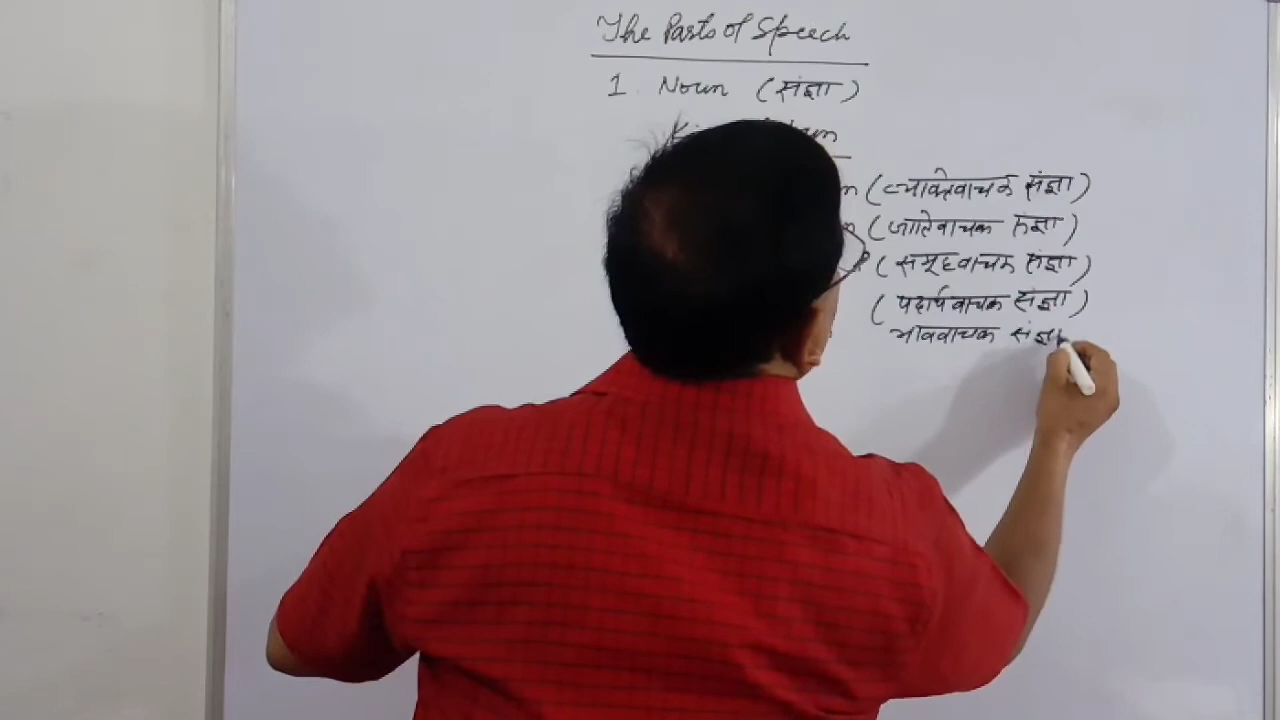 The Parts of Speech
1. Noun (संज्ञा)
(व्यक्तिवाचक संज्ञा)
(जातिवाचक संज्ञा)
(समूहवाचक संज्ञा)
(पदार्थवाचक संज्ञा)
भाववाचक संज्ञा